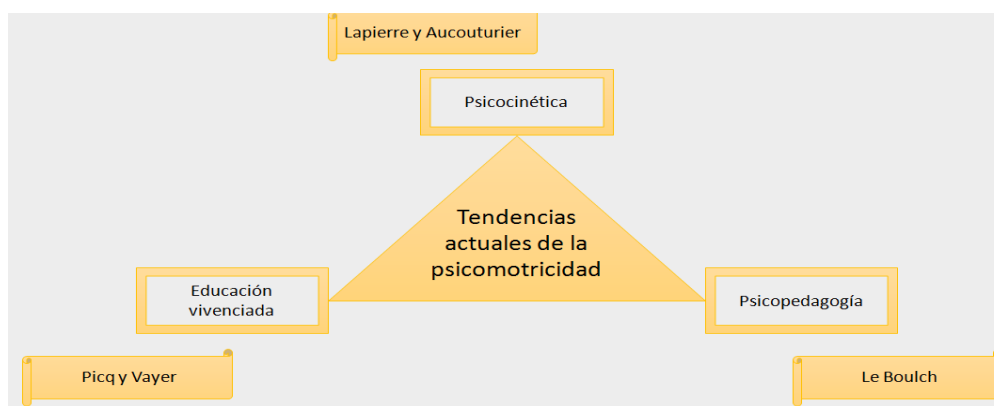 Lapierre y Aucouturier
Psicocinética
Tendencias
actuales de la
psicomotricidad
Educación
vivenciada
Psicopedagogía
Picq y Vayer
Le Boulch